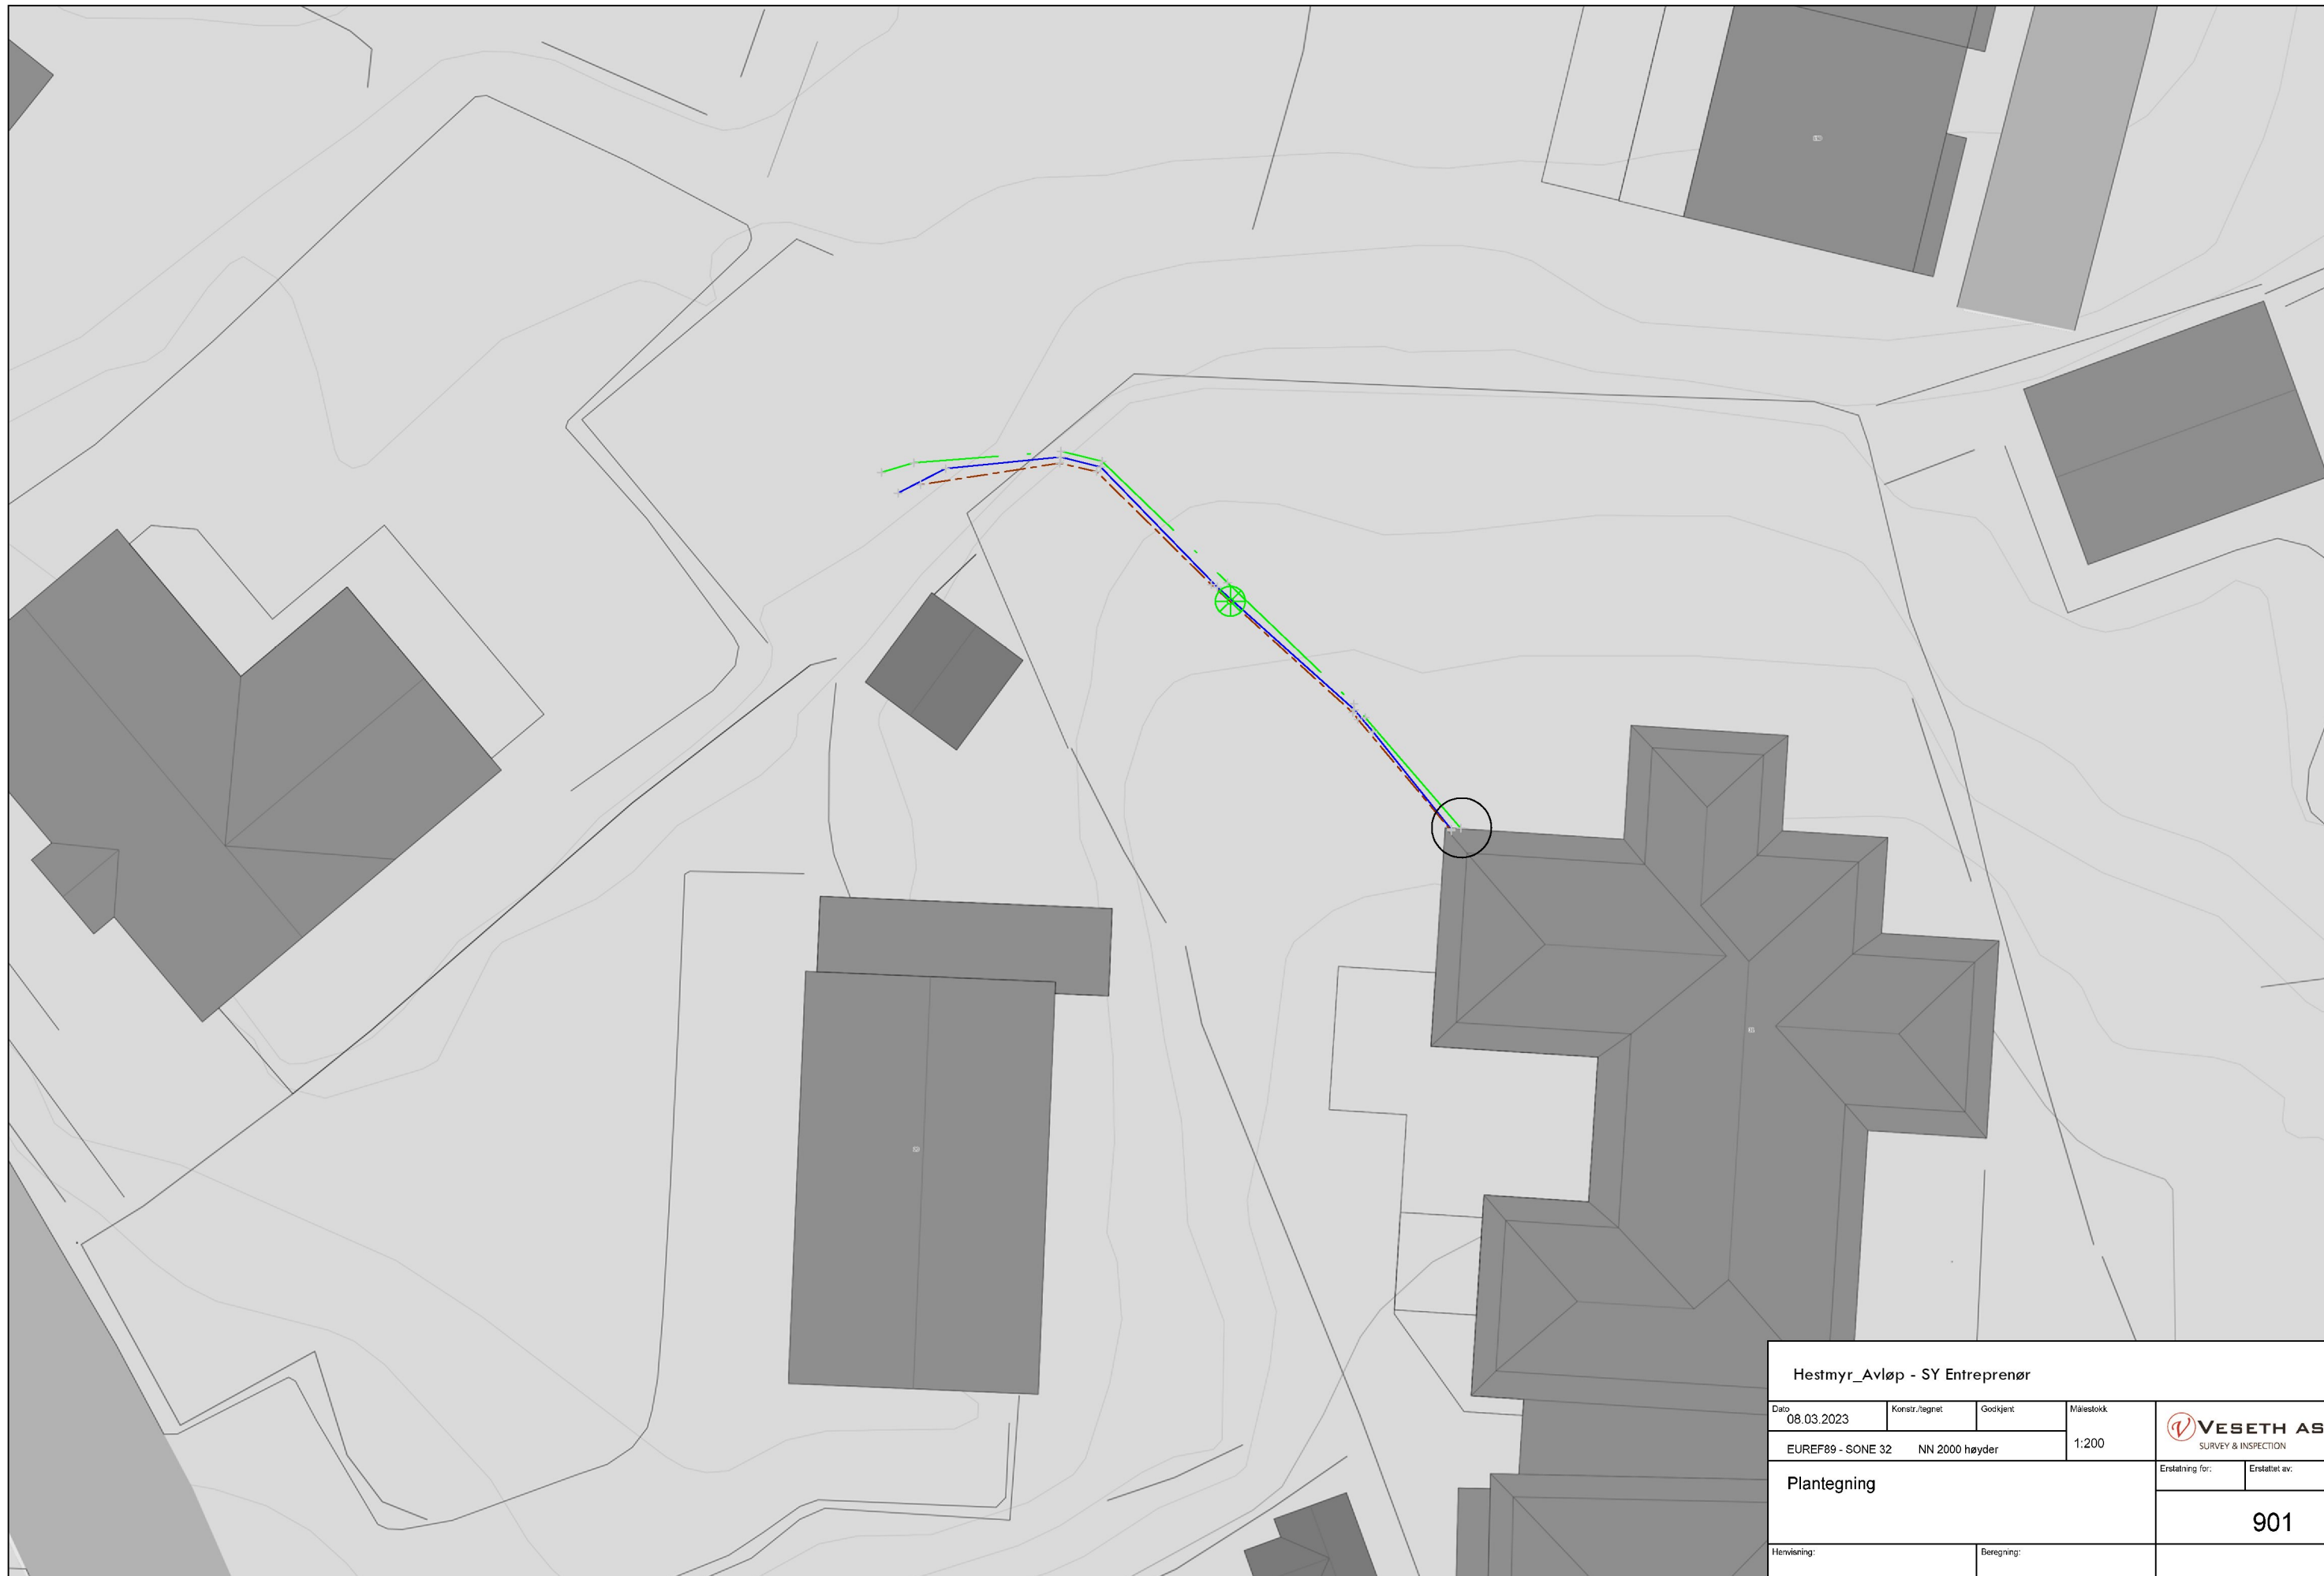 Hestmyr_Avløp - SY Entreprenør
Dato
08.03.2023
Konstr./tegnet
Godkjent
Målestokk
1:200
EUREF89 - SONE 32 NN 2000 høyder
VESETH AS
SURVEY & INSPECTION
Plantegning
Erstatning for:
Erstattet av:
901
Henvisning:
Beregning: